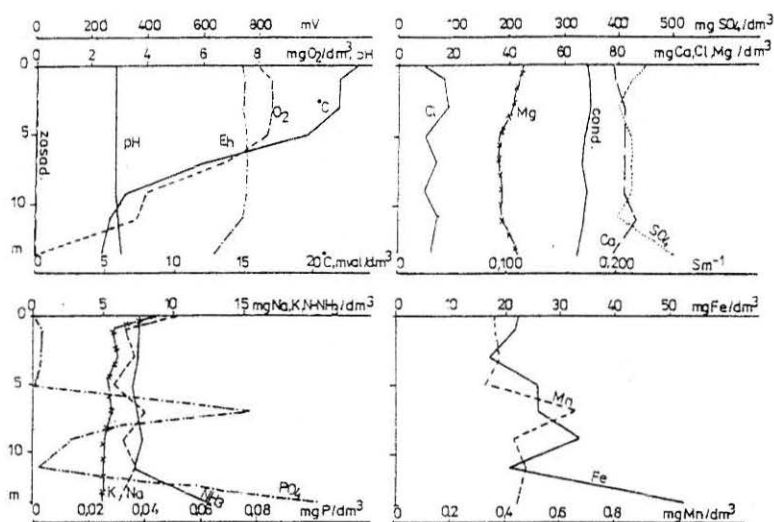 0 200 400 600 800 mV
2 4 6 8 mgO₂/dm³, pH
0
5
10
m
zasad.
pH
Eh
O₂
°C
0 5 10 15 20 °C, mval/dm³
0 100 200 300 400 500 mg SO₄/dm³
0 20 40 60 80 mgCa,Cl,Mg/dm³
Cl
Mg
cond.
Ca
SO₄
0 0,100 0,200 Sm⁻¹
0 5 10 15 mgNa,K,N-NH₃/dm³
0
5
10
m
K
Na
NH₃
PO₄
0 0,02 0,04 0,06 0,08 mgP/dm³
0 20 40 60 mgFe/dm³
Mn
Fe
0 0,2 0,4 0,6 0,8 mgMn/dm³